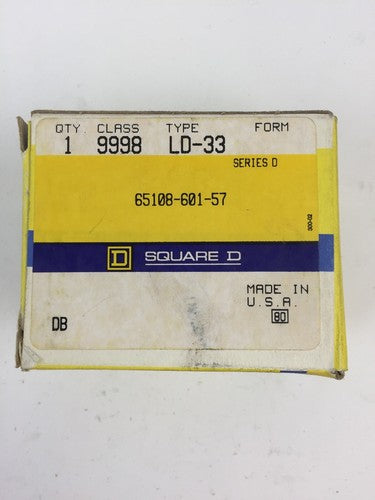 QTY. CLASS TYPE FORM
1 9998 LD-33
SERIES D
65108-601-57
300-02
D SQUARE D
MADE IN
U.S.A.
80
DB